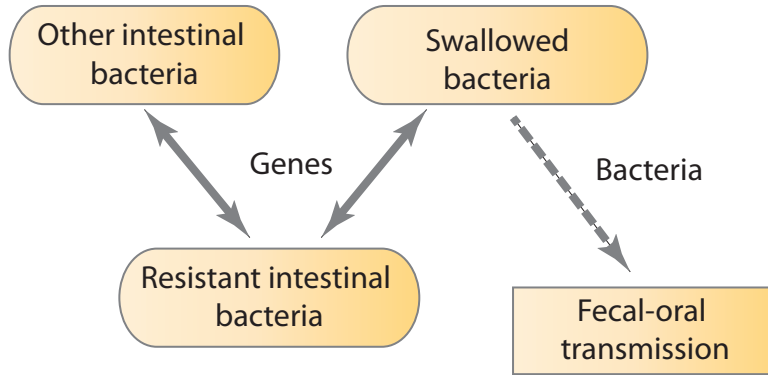 Other intestinal
bacteria
Swallowed
bacteria
Genes
Bacteria
Resistant intestinal
bacteria
Fecal-oral
transmission